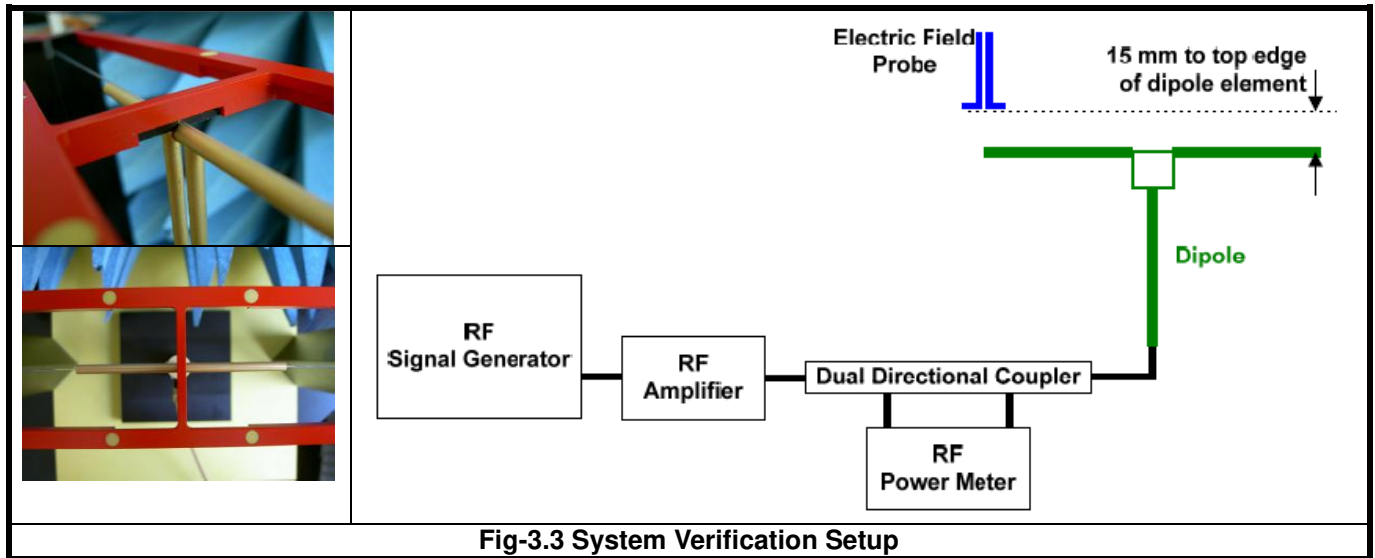 Electric Field
Probe
15 mm to top edge
of dipole element
Dipole
RF
Signal Generator
RF
Amplifier
Dual Directional Coupler
RF
Power Meter
Fig-3.3 System Verification Setup